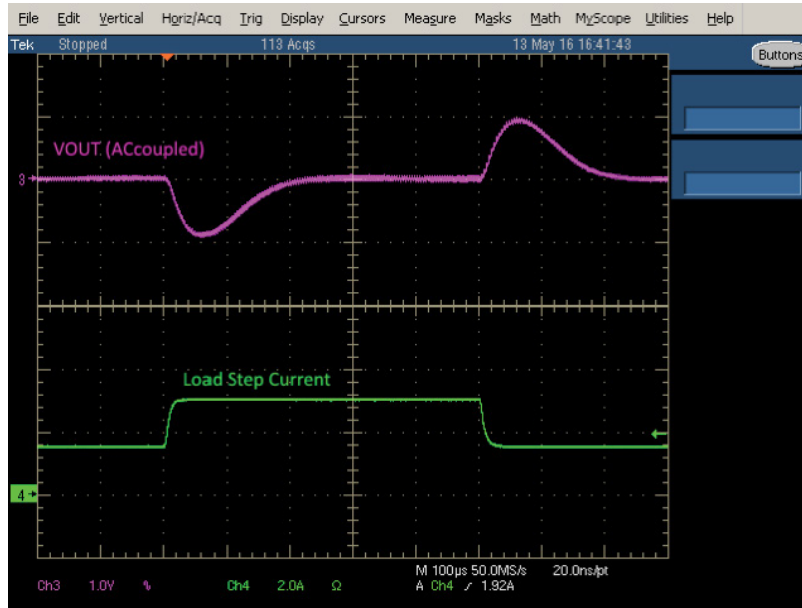 File Edit Vertical Horiz/Acq Trig Display Cursors Measure Masks Math MyScope Utilities Help
Tek Stopped 113 Acqs 13 May 16 16:41:43
Buttons
VOUT (ACcoupled)
3
Load Step Current
4
M 100µs 50.0MS/s 20.0ns/pt
Ch3 1.0V Ch4 2.0A Ω A Ch4 1.92A